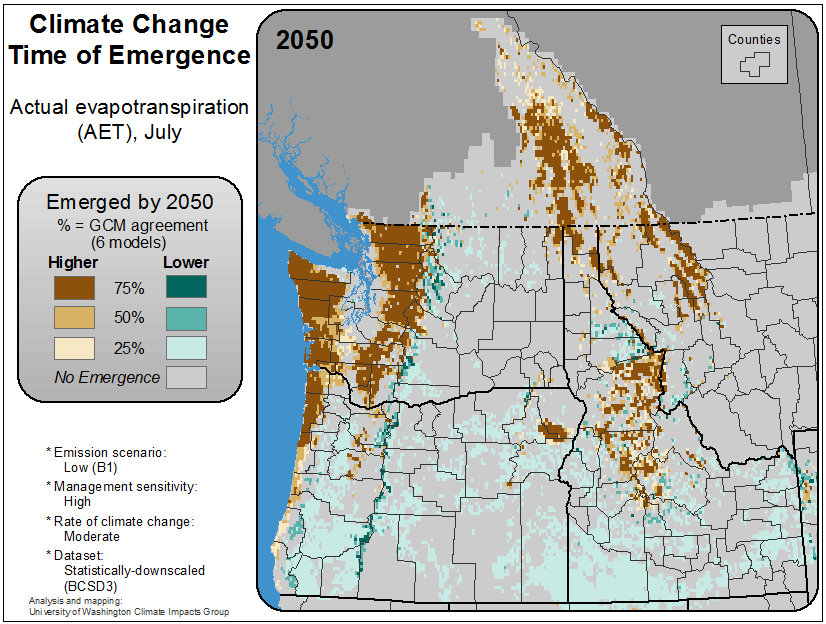 Climate Change
Time of Emergence
Actual evapotranspiration
(AET), July
Emerged by 2050
% = GCM agreement
(6 models)
Higher Lower
75%
50%
25%
No Emergence
* Emission scenario:
Low (B1)
* Management sensitivity:
High
* Rate of climate change:
Moderate
* Dataset:
Statistically-downscaled
(BCSD3)
Analysis and mapping:
University of Washington Climate Impacts Group
2050
Counties